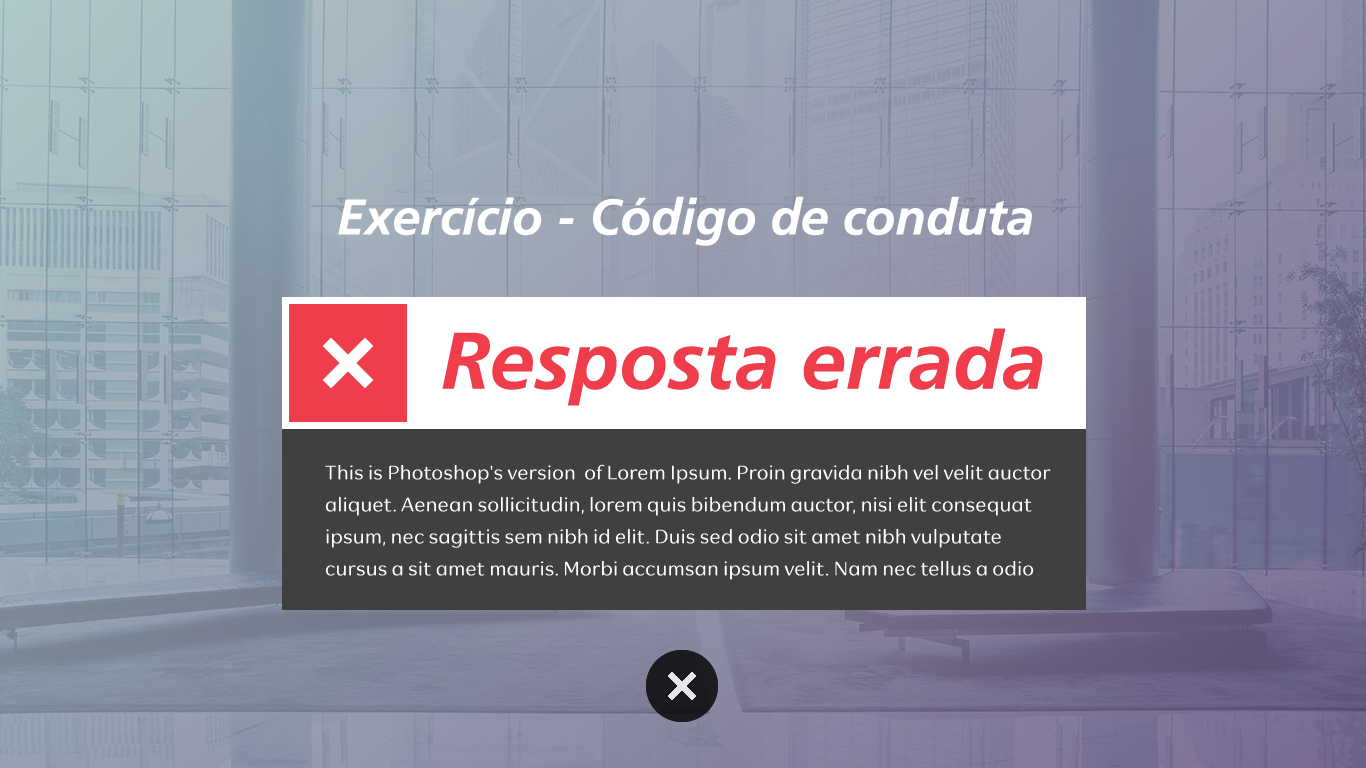 Exercício - Código de conduta
Resposta errada
This is Photoshop's version  of Lorem Ipsum. Proin gravida nibh vel velit auctor
aliquet. Aenean sollicitudin, lorem quis bibendum auctor, nisi elit consequat
ipsum, nec sagittis sem nibh id elit. Duis sed odio sit amet nibh vulputate
cursus a sit amet mauris. Morbi accumsan ipsum velit. Nam nec tellus a odio